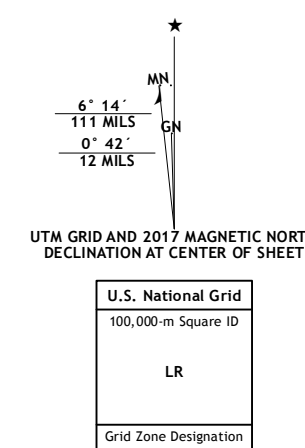 ★
MN
6° 14´
111 MILS
GN
0° 42´
12 MILS
UTM GRID AND 2017 MAGNETIC NORT
DECLINATION AT CENTER OF SHEET
U.S. National Grid
100,000-m Square ID
LR
Grid Zone Designation